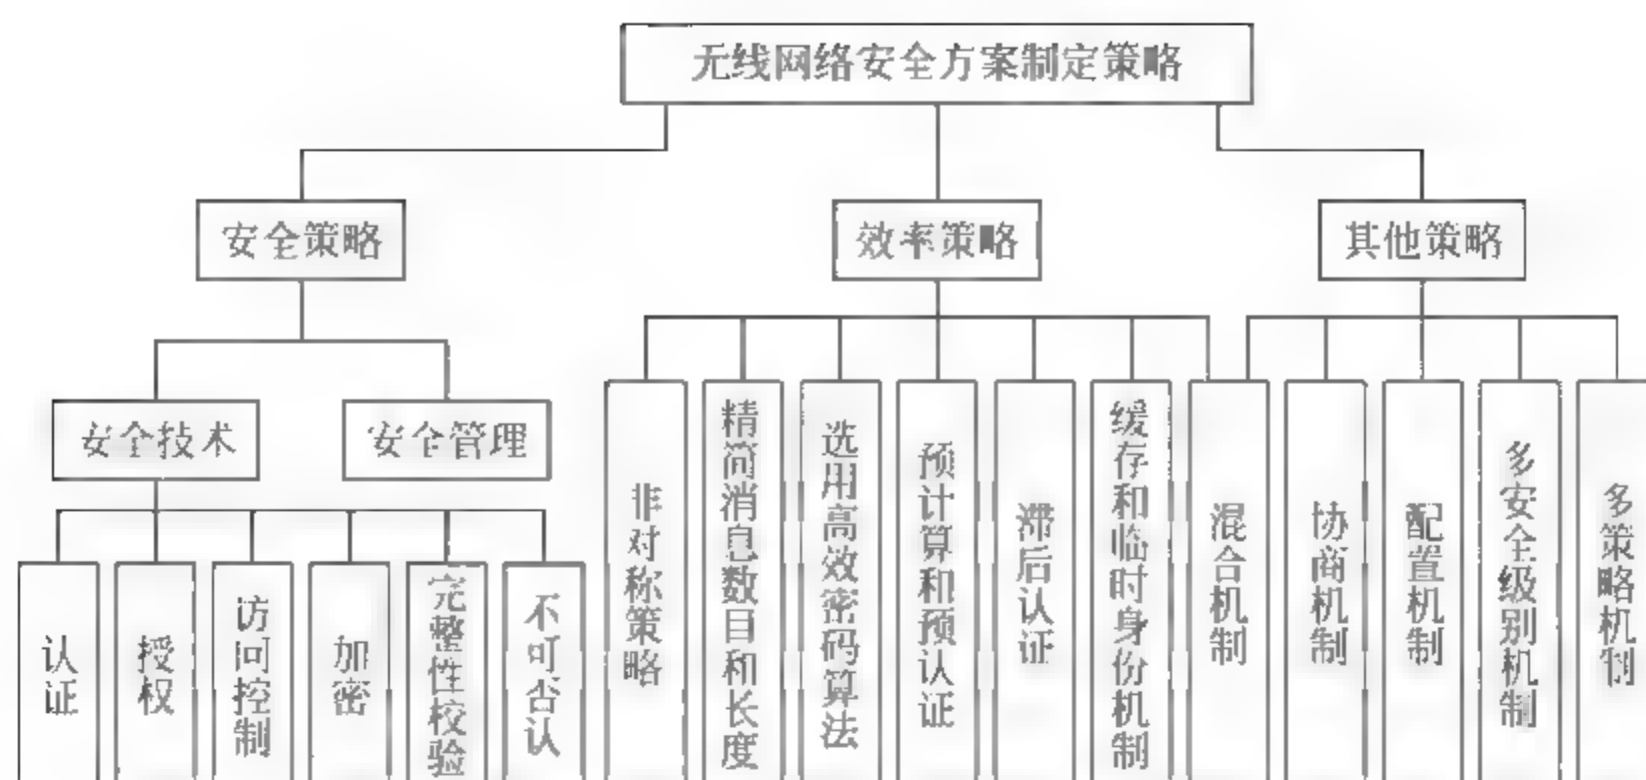 无线网络安全方案制定策略
安全策略
效率策略
其他策略
安全技术
安全管理
认证
授权
访问控制
加密
完整性校验
不可否认
非对称策略
精简消息数目和长度
选用高效密码算法
预计算和预认证
滞后认证
缓存和临时身份机制
混合机制
协商机制
配置机制
多安全级别机制
多策略机制